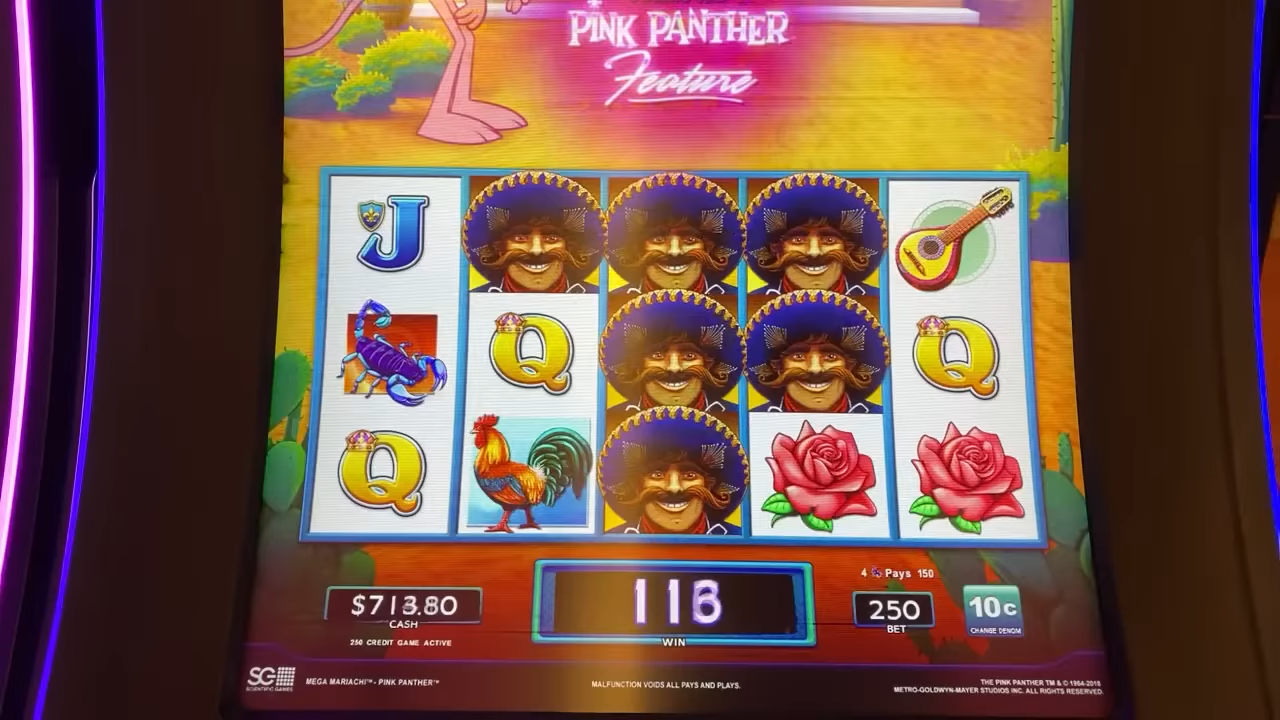 PINK PANTHER
Feature
J
Q
Q
Q
4 Pays 150
$713.80
CASH
250 CREDIT GAME ACTIVE
WIN
250
BET
10c
CHANGE DENOM
SG
SCIENTIFIC GAMES
MEGA MARIACHI™ - PINK PANTHER™
MALFUNCTION VOIDS ALL PAYS AND PLAYS.
THE PINK PANTHER TM & © 1964-2018
METRO-GOLDWYN-MAYER STUDIOS INC. ALL RIGHTS RESERVED.